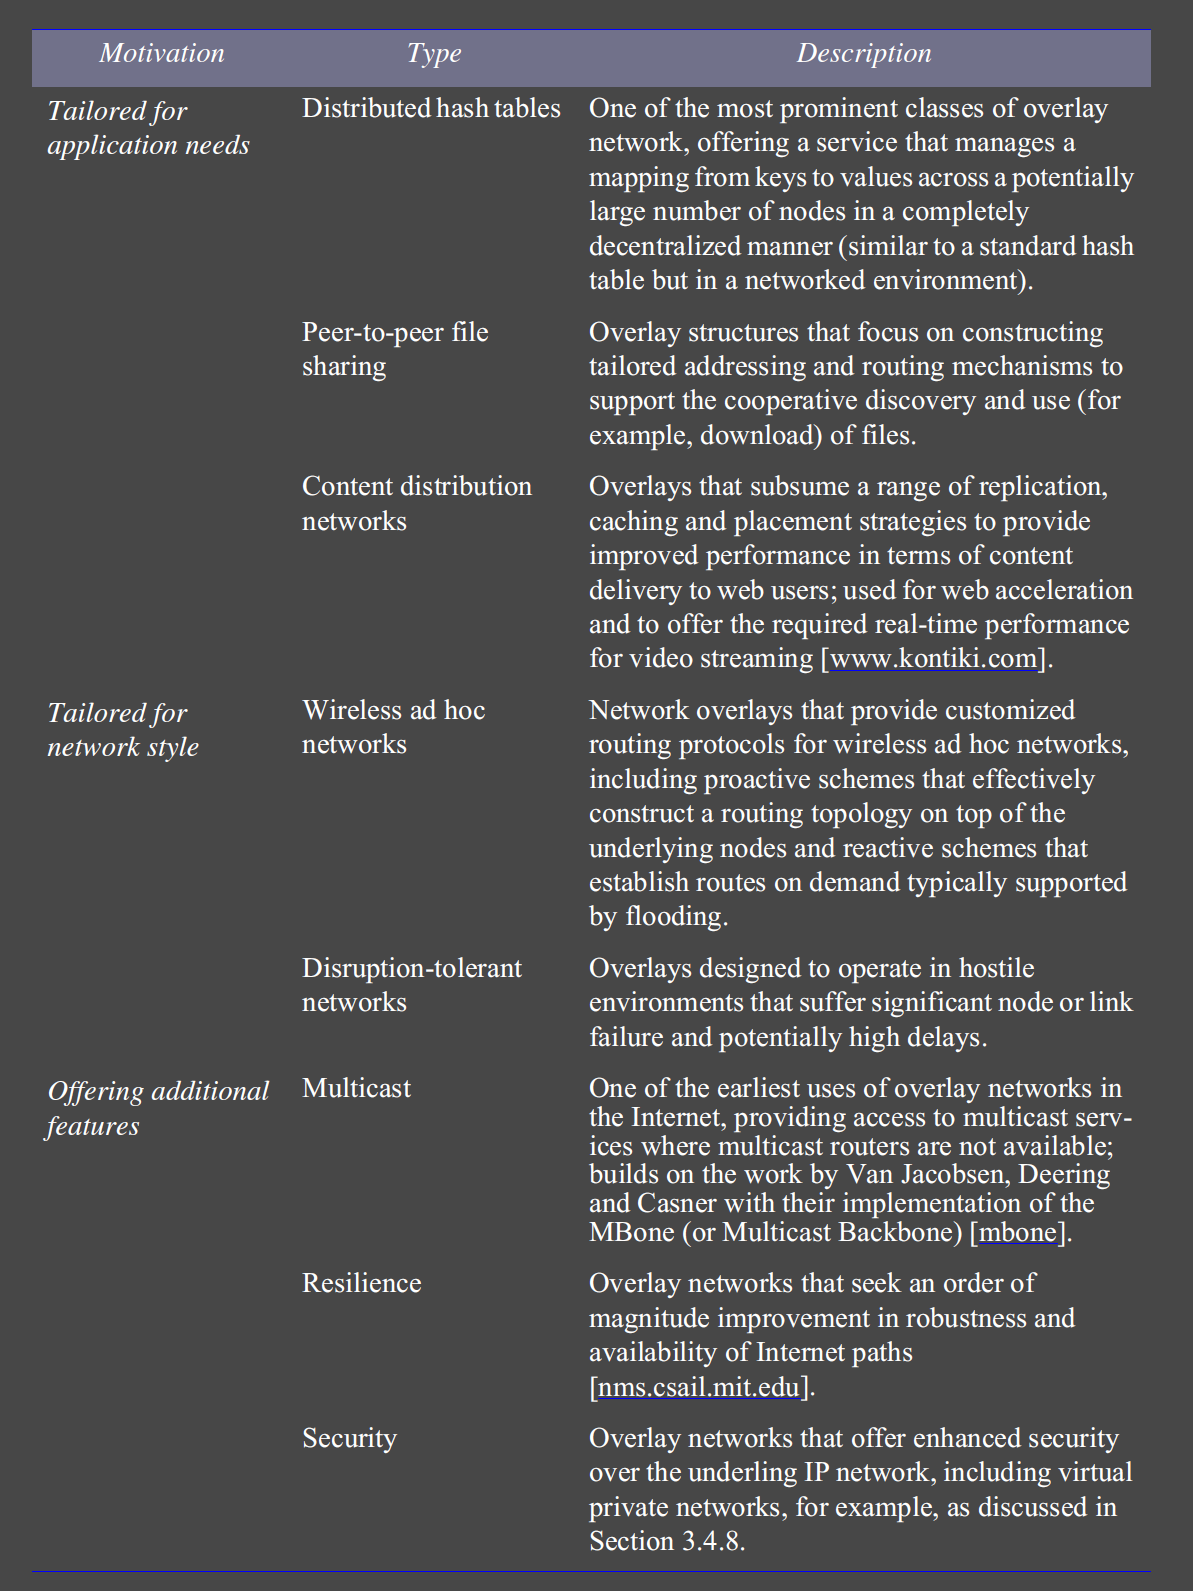 Motivation Type Description
Tailored for
application needs
Distributed hash tables
One of the most prominent classes of overlay
network, offering a service that manages a
mapping from keys to values across a potentially
large number of nodes in a completely
decentralized manner (similar to a standard hash
table but in a networked environment).
Peer-to-peer file
sharing
Overlay structures that focus on constructing
tailored addressing and routing mechanisms to
support the cooperative discovery and use (for
example, download) of files.
Content distribution
networks
Overlays that subsume a range of replication,
caching and placement strategies to provide
improved performance in terms of content
delivery to web users; used for web acceleration
and to offer the required real-time performance
for video streaming [www.kontiki.com].
Tailored for
network style
Wireless ad hoc
networks
Network overlays that provide customized
routing protocols for wireless ad hoc networks,
including proactive schemes that effectively
construct a routing topology on top of the
underlying nodes and reactive schemes that
establish routes on demand typically supported
by flooding.
Disruption-tolerant
networks
Overlays designed to operate in hostile
environments that suffer significant node or link
failure and potentially high delays.
Offering additional
features
Multicast
One of the earliest uses of overlay networks in
the Internet, providing access to multicast serv-
ices where multicast routers are not available;
builds on the work by Van Jacobsen, Deering
and Casner with their implementation of the
MBone (or Multicast Backbone) [mbone].
Resilience
Overlay networks that seek an order of
magnitude improvement in robustness and
availability of Internet paths
[nms.csail.mit.edu].
Security
Overlay networks that offer enhanced security
over the underling IP network, including virtual
private networks, for example, as discussed in
Section 3.4.8.